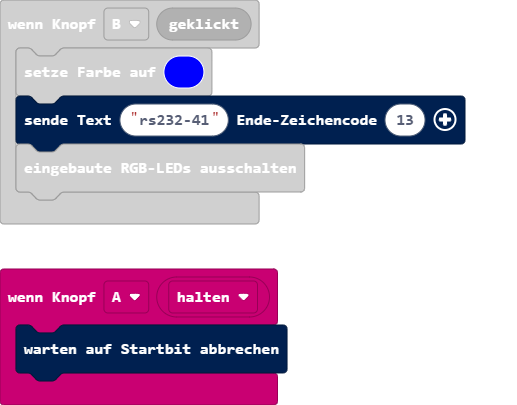 wenn Knopf B geklickt
setze Farbe auf
sende Text "rs232-41" Ende-Zeichencode 13
eingebaute RGB-LEDs ausschalten
wenn Knopf A halten
warten auf Startbit abbrechen